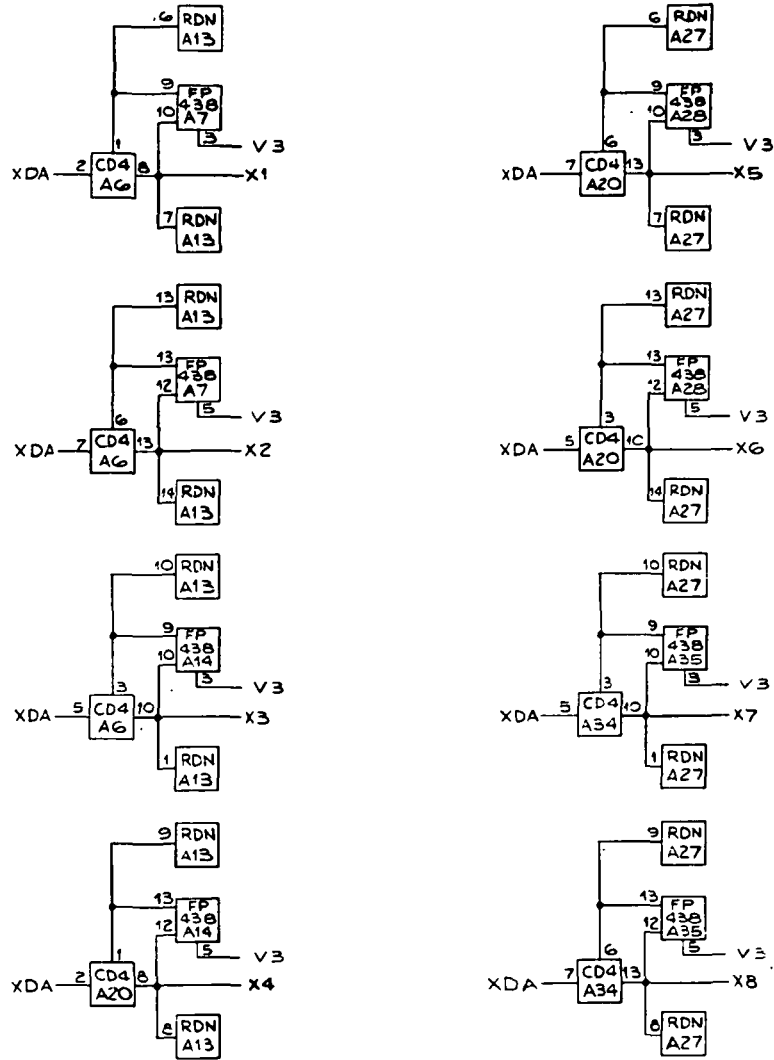 6 RDN
A13
9 FP
438
10 A7
3
V3
1
XDA 2 CD4 8 X1
A6
7 RDN
A13
13 RDN
A13
13 FP
438
12 A7
5
V3
6
XDA 7 CD4 13 X2
A6
14 RDN
A13
10 RDN
A13
9 FP
438
10 A14
3
V3
3
XDA 5 CD4 10 X3
A6
1 RDN
A13
9 RDN
A13
13 FP
438
12 A14
5
V3
1
XDA 2 CD4 8 X4
A20
8 RDN
A13
6 RDN
A27
9 FP
438
10 A28
3
V3
6
XDA 7 CD4 13 X5
A20
7 RDN
A27
13 RDN
A27
13 FP
438
12 A28
5
V3
3
XDA 5 CD4 10 X6
A20
14 RDN
A27
10 RDN
A27
9 FP
438
10 A35
3
V3
3
XDA 5 CD4 10 X7
A34
1 RDN
A27
9 RDN
A27
13 FP
438
12 A35
5
V3
6
XDA 7 CD4 13 X8
A34
8 RDN
A27